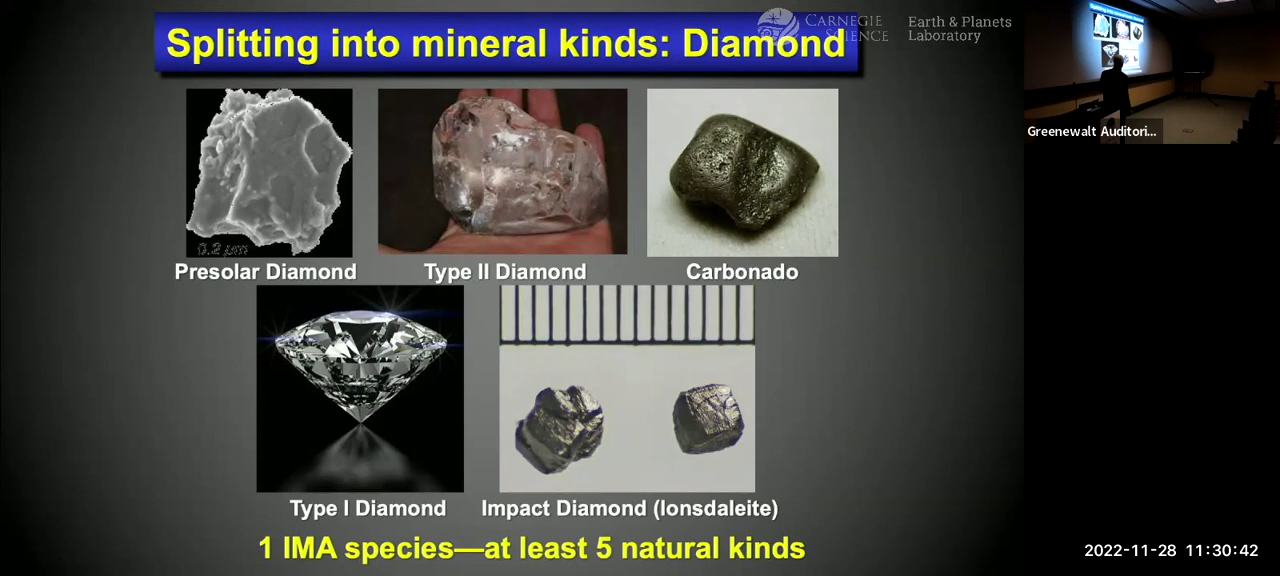 Splitting into mineral kinds: Diamond
CARNEGIE SCIENCE
Earth & Planets Laboratory
Greenewalt Auditori...
0.2 μm
Presolar Diamond
Type II Diamond
Carbonado
Type I Diamond
Impact Diamond (lonsdaleite)
1 IMA species—at least 5 natural kinds
2022-11-28 11:30:42